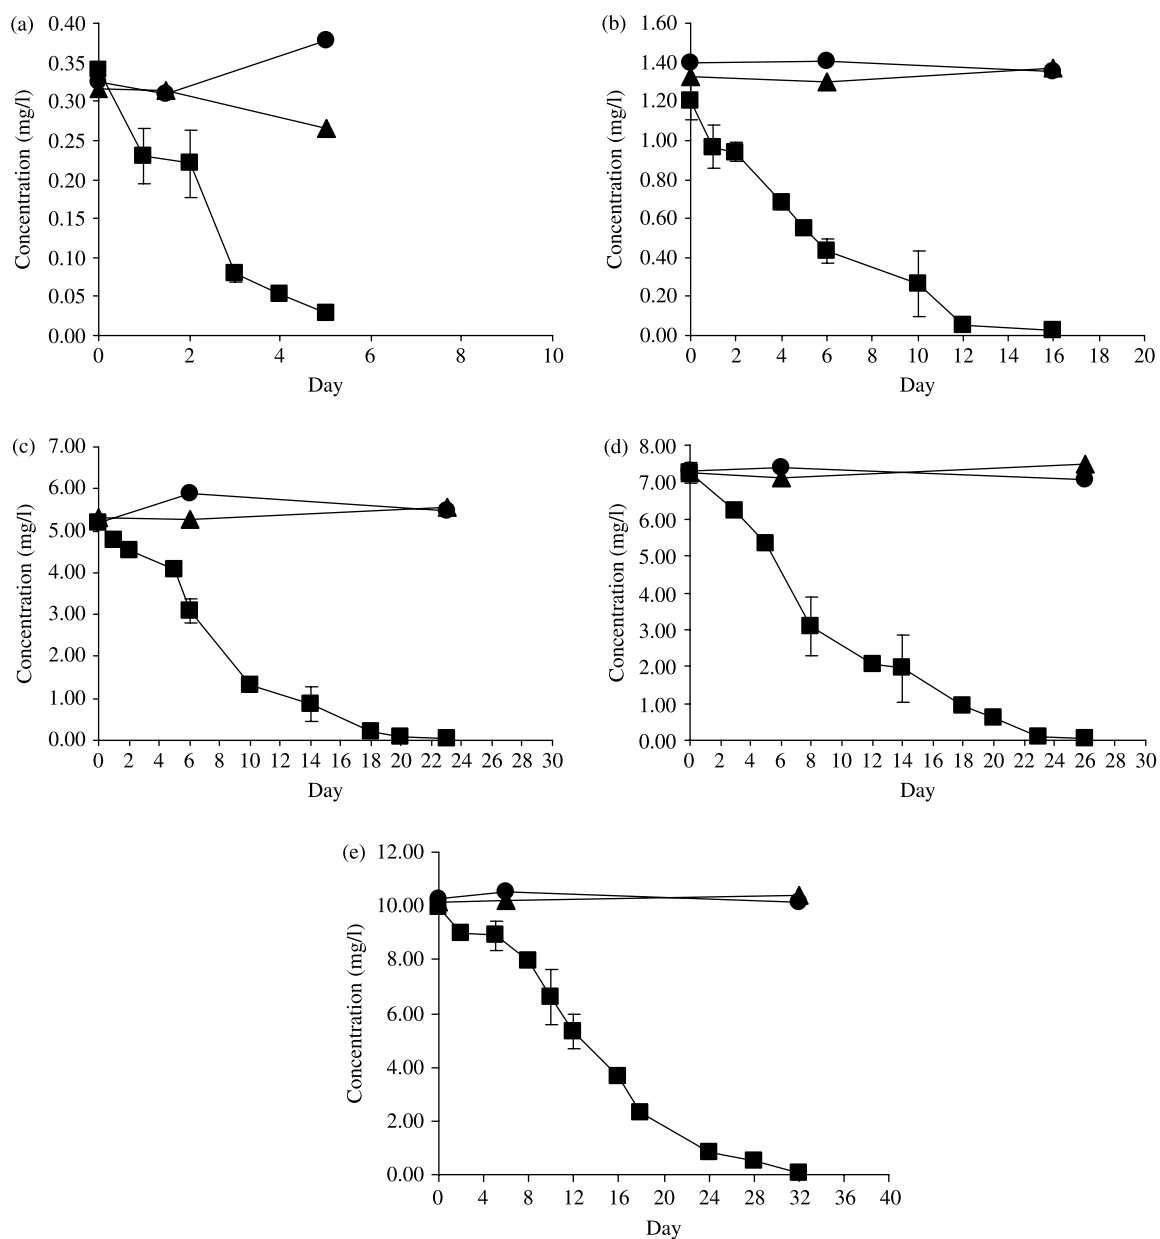 (a)
0.40
0.35
0.30
0.25
0.20
0.15
0.10
0.05
0.00
Concentration (mg/l)
0 2 4 6 8 10
Day
(b)
1.60
1.40
1.20
1.00
0.80
0.60
0.40
0.20
0.00
Concentration (mg/l)
0 2 4 6 8 10 12 14 16 18 20
Day
(c)
7.00
6.00
5.00
4.00
3.00
2.00
1.00
0.00
Concentration (mg/l)
0 2 4 6 8 10 12 14 16 18 20 22 24 26 28 30
Day
(d)
8.00
7.00
6.00
5.00
4.00
3.00
2.00
1.00
0.00
Concentration (mg/l)
0 2 4 6 8 10 12 14 16 18 20 22 24 26 28 30
Day
(e)
12.00
10.00
8.00
6.00
4.00
2.00
0.00
Concentration (mg/l)
0 4 8 12 16 20 24 28 32 36 40
Day